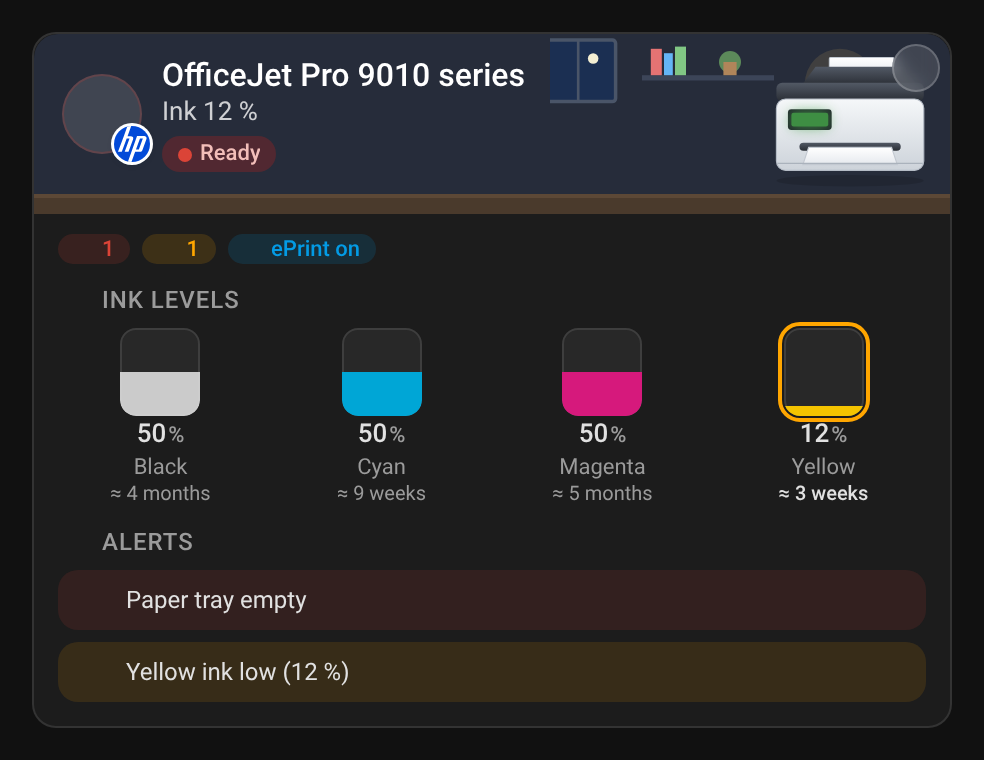 OfficeJet Pro 9010 series
Ink 12 %
hp
Ready
1 1 ePrint on
INK LEVELS
50% 50% 50% 12%
Black Cyan Magenta Yellow
≈ 4 months ≈ 9 weeks ≈ 5 months ≈ 3 weeks
ALERTS
Paper tray empty
Yellow ink low (12 %)